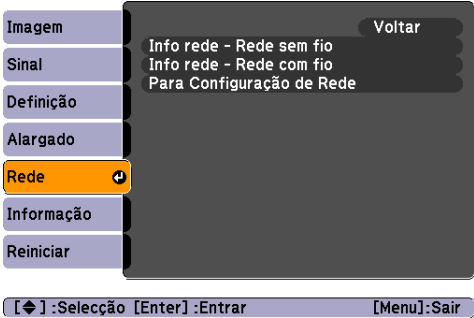 Imagem
Sinal
Definição
Alargado
Rede
Informação
Reiniciar
Voltar
Info rede - Rede sem fio
Info rede - Rede com fio
Para Configuração de Rede
[ ] :Selecção [Enter] :Entrar [Menu]:Sair